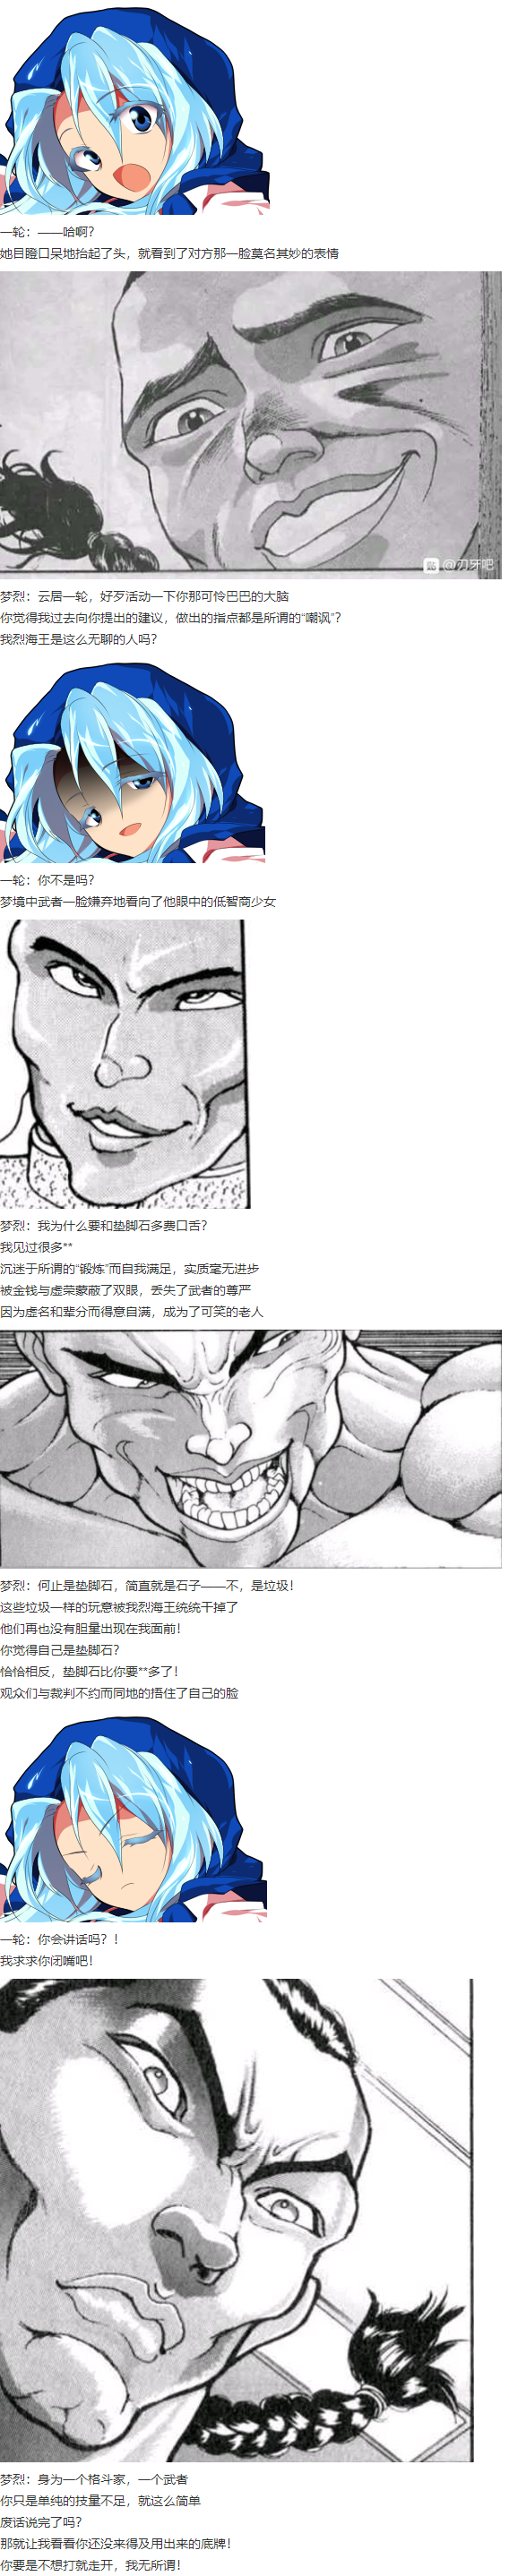 一轮：——哈啊？
她目瞪口呆地抬起了头，就看到了对方那一脸莫名其妙的表情
贴 @刃牙吧
梦烈：云居一轮，好歹活动一下你那可怜巴巴的大脑
你觉得我过去向你提出的建议，做出的指点都是所谓的“嘲讽”？
我烈海王是这么无聊的人吗？
一轮：你不是吗？
梦境中武者一脸嫌弃地看向了他眼中的低智商少女
梦烈：我为什么要和垫脚石多费口舌？
我见过很多**
沉迷于所谓的“锻炼”而自我满足，实质毫无进步
被金钱与虚荣蒙蔽了双眼，丢失了武者的尊严
因为虚名和辈分而得意自满，成为了可笑的老人
梦烈：何止是垫脚石，简直就是石子——不，是垃圾！
这些垃圾一样的玩意被我烈海王统统干掉了
他们再也没有胆量出现在我面前！
你觉得自己是垫脚石？
恰恰相反，垫脚石比你要**多了！
观众们与裁判不约而同地的捂住了自己的脸
一轮：你会讲话吗？！
我求求你闭嘴吧！
梦烈：身为一个格斗家，一个武者
你只是单纯的技量不足，就这么简单
废话说完了吗？
那就让我看看你还没来得及用出来的底牌！
你要是不想打就走开，我无所谓！